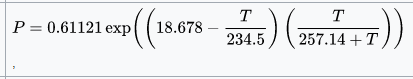 P = 0.61121 exp((18.678 − T/234.5)(T/(257.14 + T)))
,